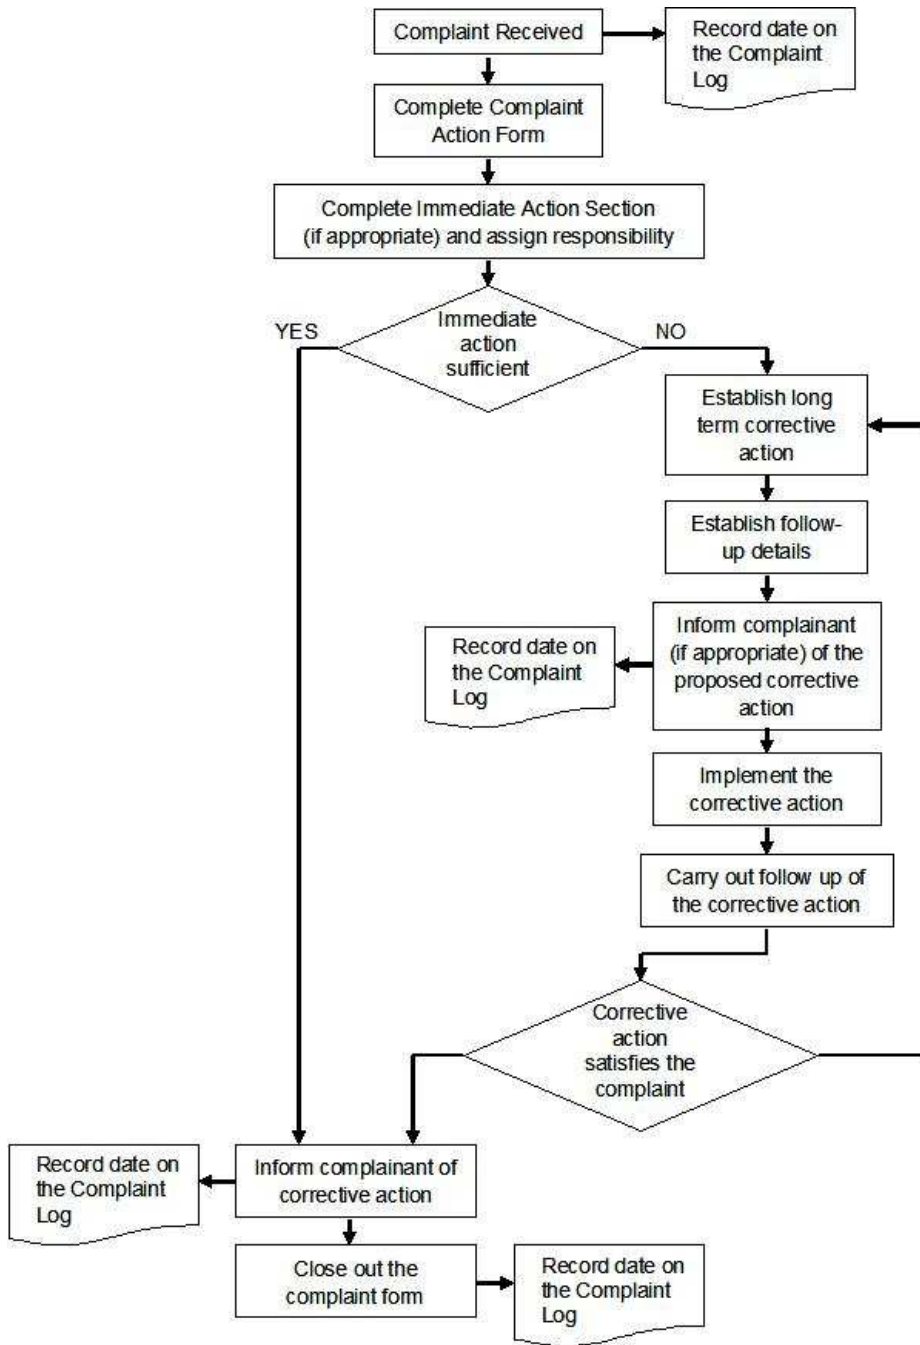 Complaint Received
Record date on
the Complaint
Log
Complete Complaint
Action Form
Complete Immediate Action Section
(if appropriate) and assign responsibility
Immediate
action
sufficient
YES
NO
Establish long
term corrective
action
Establish follow-
up details
Inform complainant
(if appropriate) of the
proposed corrective
action
Record date on
the Complaint
Log
Implement the
corrective action
Carry out follow up of
the corrective action
Corrective
action
satisfies the
complaint
Inform complainant of
corrective action
Record date on
the Complaint
Log
Close out the
complaint form
Record date on
the Complaint
Log